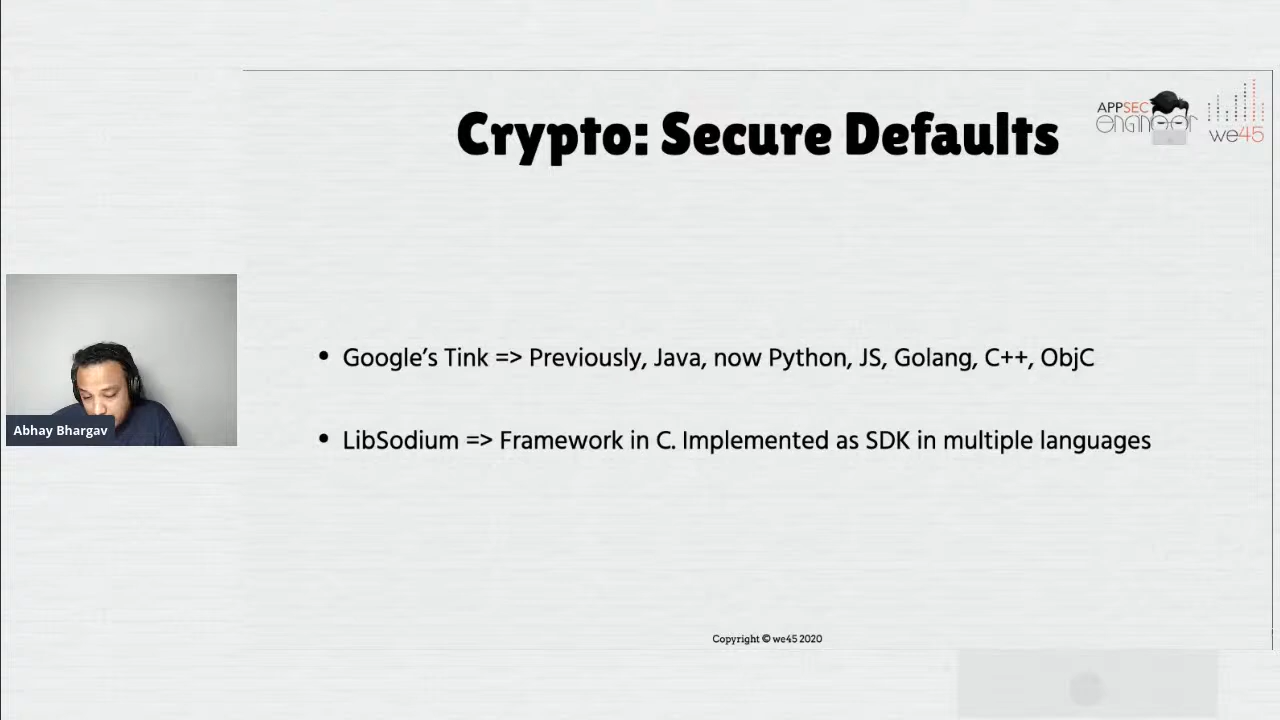 Crypto: Secure Defaults
APPSEC
engineer
we45
• Google's Tink => Previously, Java, now Python, JS, Golang, C++, ObjC
• LibSodium => Framework in C. Implemented as SDK in multiple languages
Abhay Bhargav
Copyright © we45 2020